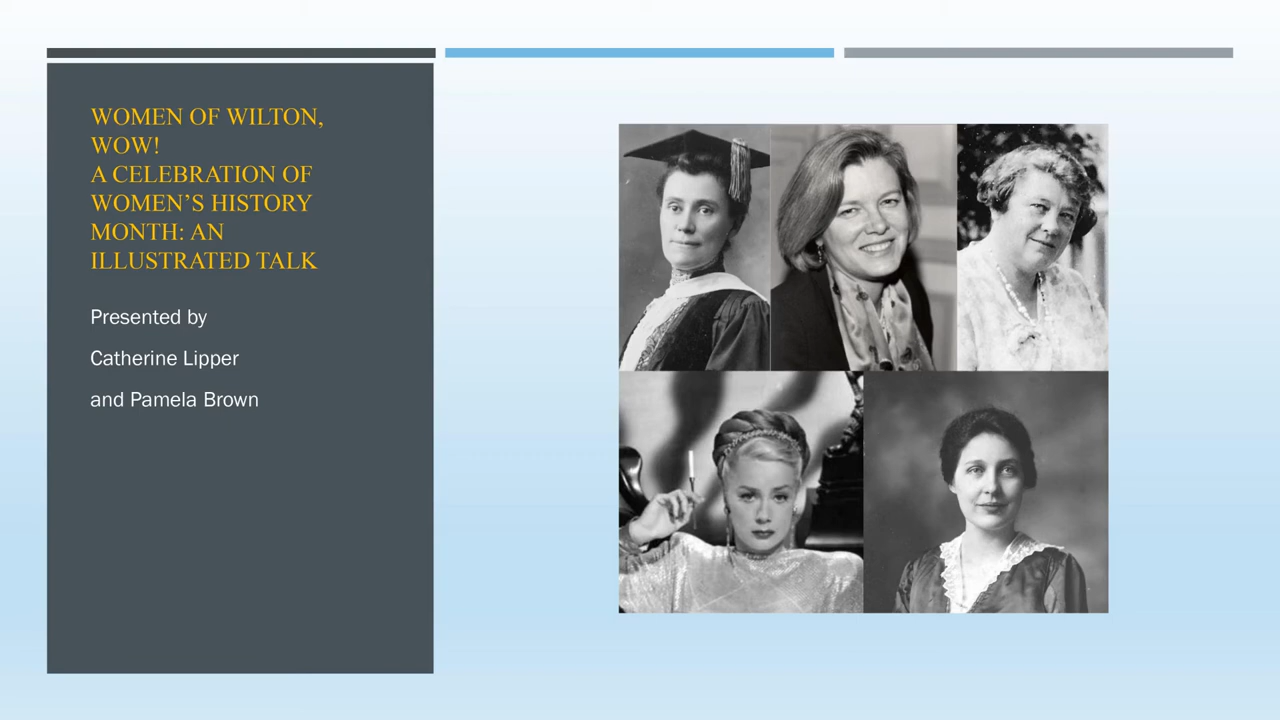 WOMEN OF WILTON,
WOW!
A CELEBRATION OF
WOMEN’S HISTORY
MONTH: AN
ILLUSTRATED TALK
Presented by
Catherine Lipper
and Pamela Brown